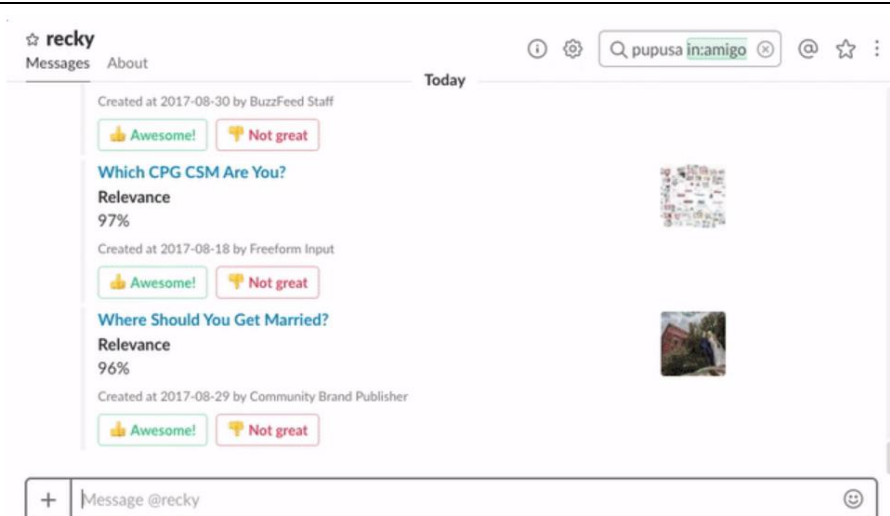 recky
Messages About
pupusa in:amigo
Today
Created at 2017-08-30 by BuzzFeed Staff
Awesome! Not great
Which CPG CSM Are You?
Relevance
97%
Created at 2017-08-18 by Freeform Input
Awesome! Not great
Where Should You Get Married?
Relevance
96%
Created at 2017-08-29 by Community Brand Publisher
Awesome! Not great
Message @recky